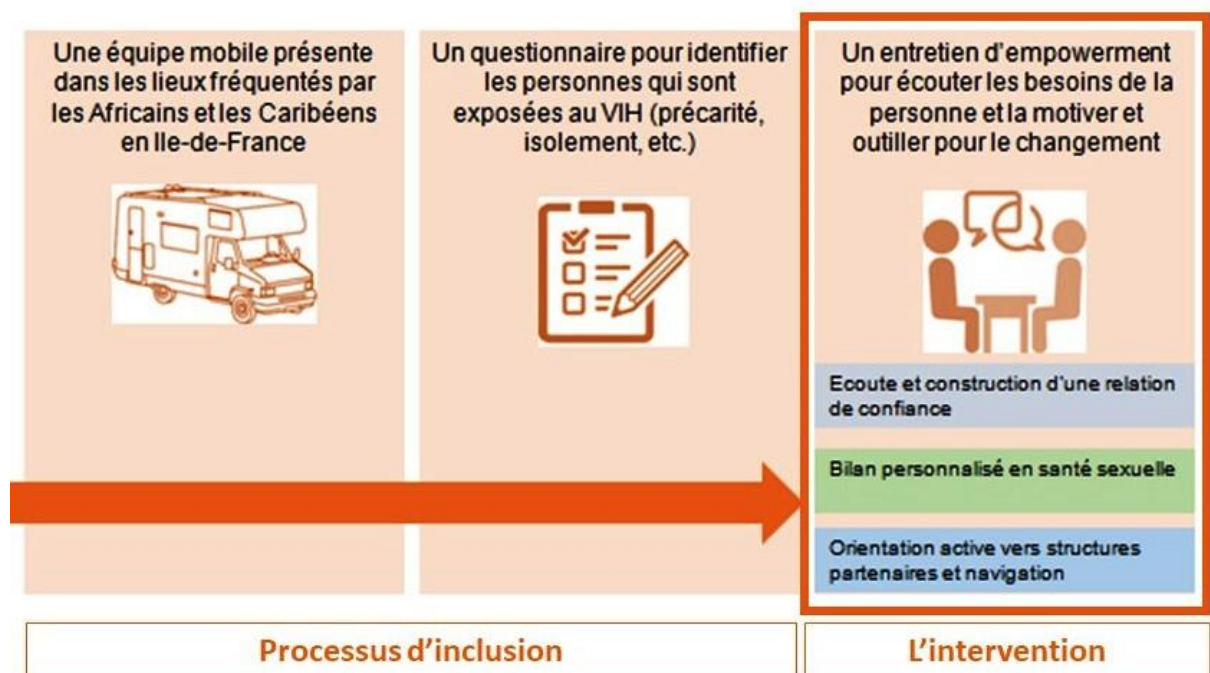 Une équipe mobile présente
dans les lieux fréquentés par
les Africains et les Caribéens
en Ile-de-France
Un questionnaire pour identifier
les personnes qui sont
exposées au VIH (précarité,
isolement, etc.)
Un entretien d'empowerment
pour écouter les besoins de la
personne et la motiver et
outiller pour le changement
Ecoute et construction d'une relation
de confiance
Bilan personnalisé en santé sexuelle
Orientation active vers structures
partenaires et navigation
Processus d'inclusion
L'intervention